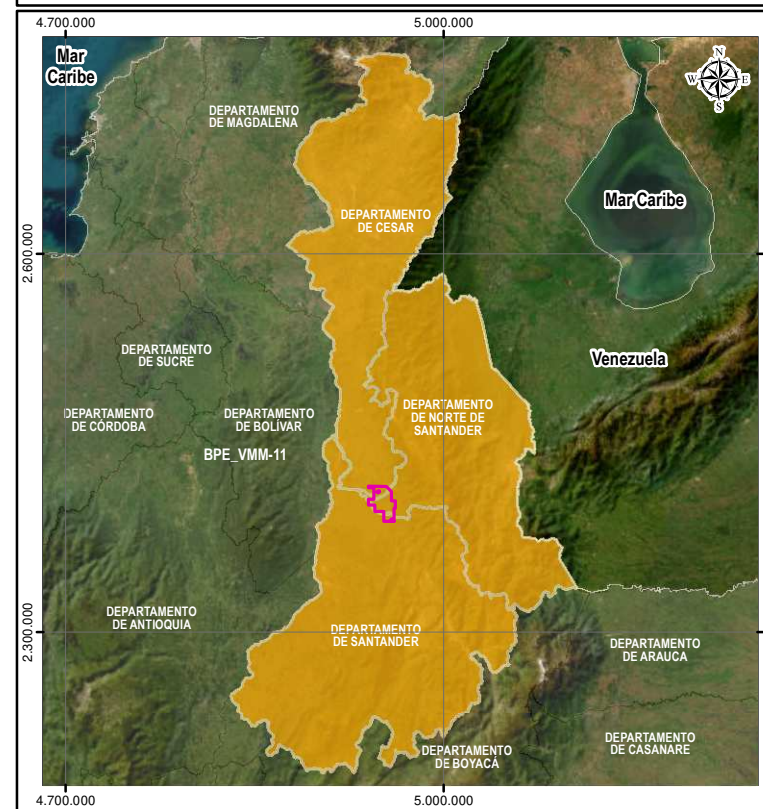 4.700.000
5.000.000
Mar
Caribe
N
W
E
S
DEPARTAMENTO
DE MAGDALENA
DEPARTAMENTO
DE CESAR
Mar Caribe
2.600.000
DEPARTAMENTO
DE SUCRE
Venezuela
DEPARTAMENTO
DE CÓRDOBA
DEPARTAMENTO
DE BOLÍVAR
DEPARTAMENTO
DE NORTE DE
SANTANDER
BPE_VMM-11
DEPARTAMENTO
DE ANTIOQUIA
2.300.000
DEPARTAMENTO
DE SANTANDER
DEPARTAMENTO
DE ARAUCA
DEPARTAMENTO
DE CASANARE
DEPARTAMENTO
DE BOYACÁ
4.700.000
5.000.000